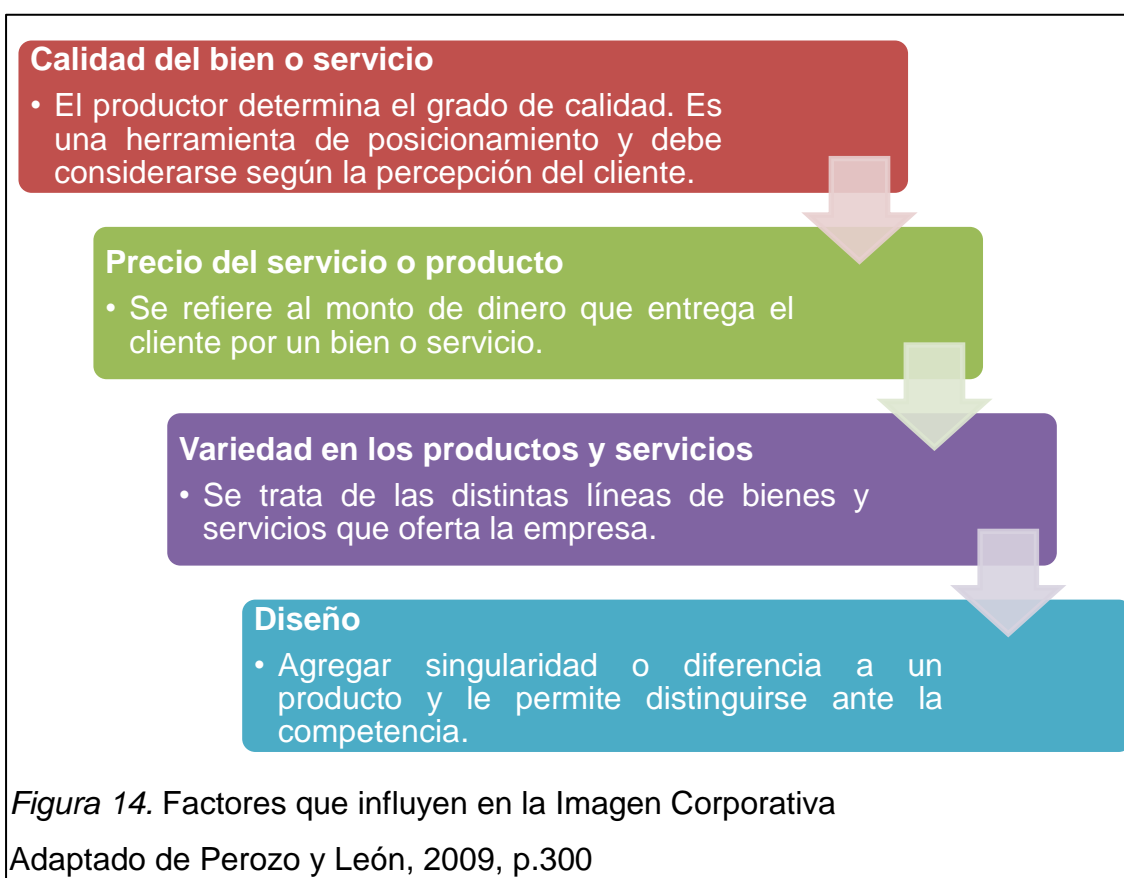 Calidad del bien o servicio
• El productor determina el grado de calidad. Es
una herramienta de posicionamiento y debe
considerarse según la percepción del cliente.
Precio del servicio o producto
• Se refiere al monto de dinero que entrega el
cliente por un bien o servicio.
Variedad en los productos y servicios
• Se trata de las distintas líneas de bienes y
servicios que oferta la empresa.
Diseño
• Agregar singularidad o diferencia a un
producto y le permite distinguirse ante la
competencia.
Figura 14. Factores que influyen en la Imagen Corporativa
Adaptado de Perozo y León, 2009, p.300